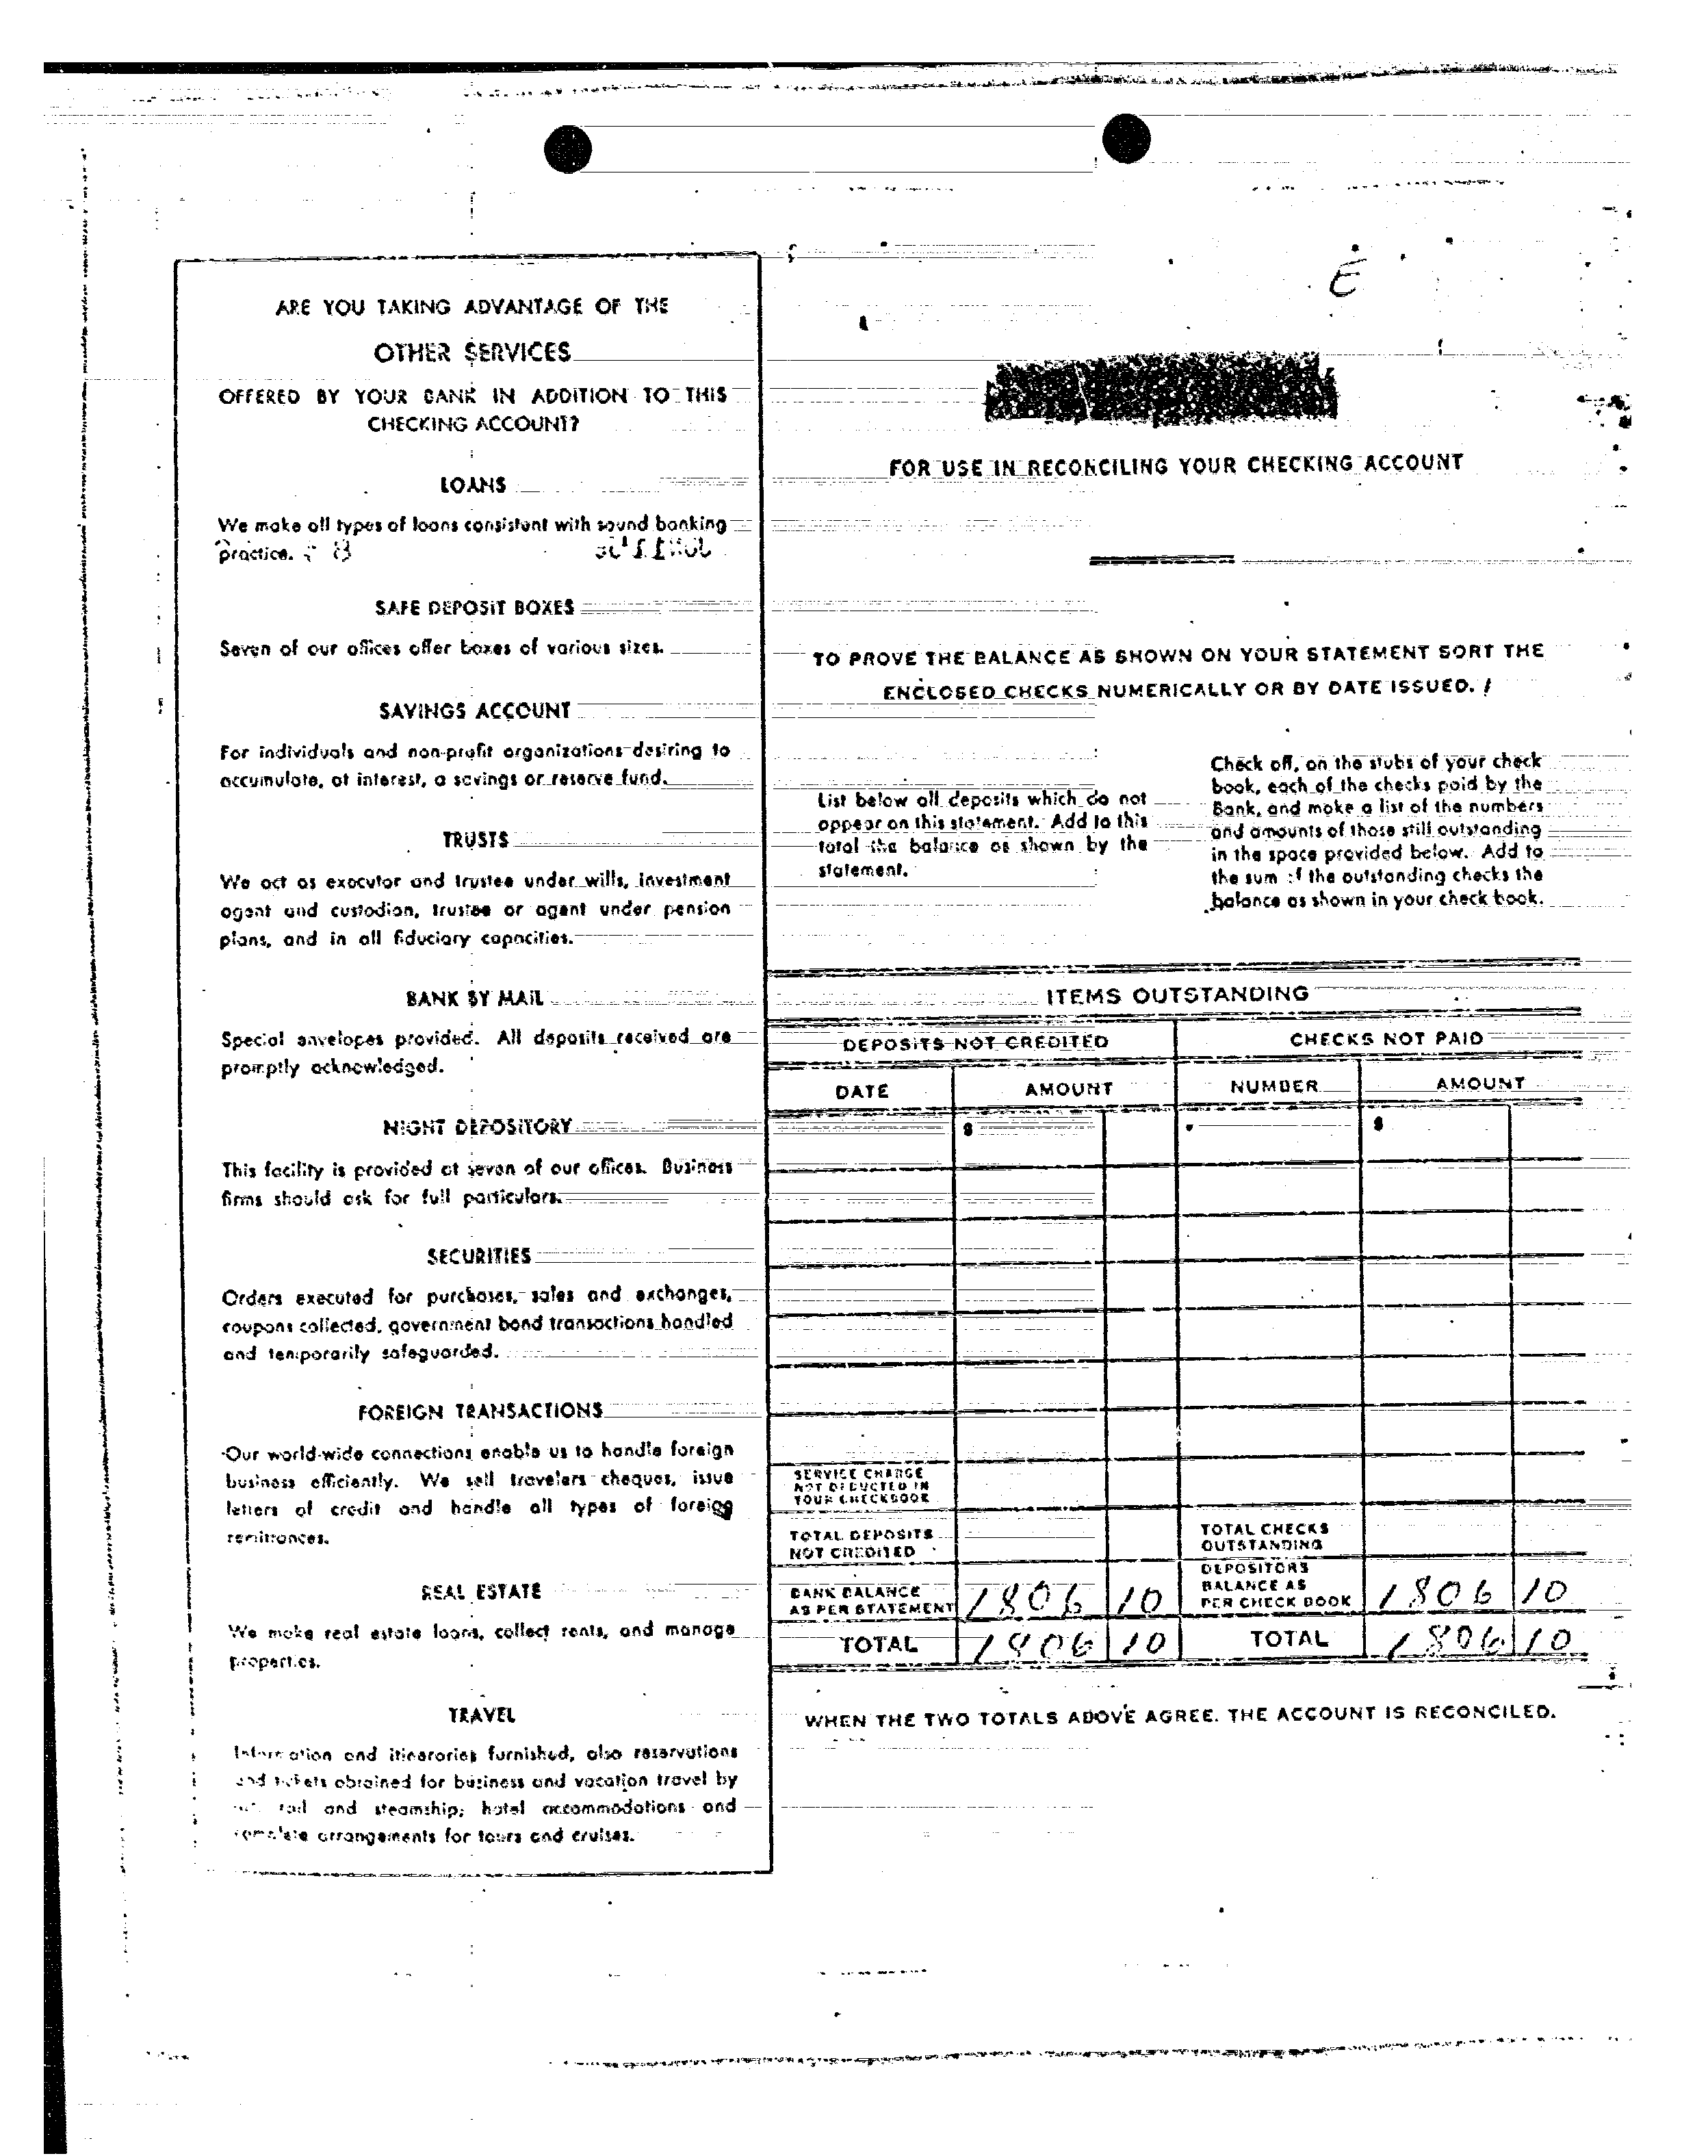 E
ARE YOU TAKING ADVANTAGE OF THE
OTHER SERVICES
OFFERED BY YOUR BANK IN ADDITION TO THIS
CHECKING ACCOUNT?
LOANS
We make all types of loans consistent with sound banking
practice.
SAFE DEPOSIT BOXES
Seven of our offices offer boxes of various sizes.
SAVINGS ACCOUNT
For individuals and non-profit organizations desiring to
accumulate, at interest, a savings or reserve fund.
TRUSTS
We act as executor and trustee under wills, investment
agent and custodian, trustee or agent under pension
plans, and in all fiduciary capacities.
BANK BY MAIL
Special envelopes provided. All deposits received are
promptly acknowledged.
NIGHT DEPOSITORY
This facility is provided at seven of our offices. Business
firms should ask for full particulars.
SECURITIES
Orders executed for purchases, sales and exchanges,
coupons collected, government bond transactions handled
and temporarily safeguarded.
FOREIGN TRANSACTIONS
Our world-wide connections enable us to handle foreign
business efficiently. We sell travelers cheques, issue
letters of credit and handle all types of foreign
remittances.
REAL ESTATE
We make real estate loans, collect rents, and manage
properties.
TRAVEL
Information and itineraries furnished, also reservations
and tickets obtained for business and vacation travel by
rail and steamship; hotel accommodations and
complete arrangements for tours and cruises.
FOR USE IN RECONCILING YOUR CHECKING ACCOUNT
TO PROVE THE BALANCE AS SHOWN ON YOUR STATEMENT SORT THE
ENCLOSED CHECKS NUMERICALLY OR BY DATE ISSUED.
List below all deposits which do not
appear on this statement. Add to this
total the balance as shown by the
statement.
Check off, on the stubs of your check
book, each of the checks paid by the
Bank, and make a list of the numbers
and amounts of those still outstanding
in the space provided below. Add to
the sum of the outstanding checks the
balance as shown in your check book.
ITEMS OUTSTANDING
DEPOSITS NOT CREDITED CHECKS NOT PAID
DATE AMOUNT NUMBER AMOUNT
$ $
SERVICE CHARGE
NOT DEDUCTED IN
YOUR CHECKBOOK
TOTAL DEPOSITS
NOT CREDITED
TOTAL CHECKS
OUTSTANDING
BANK BALANCE
AS PER STATEMENT 1806 10
DEPOSITORS
BALANCE AS
PER CHECK BOOK 1806 10
TOTAL 1806 10 TOTAL 1806 10
WHEN THE TWO TOTALS ABOVE AGREE. THE ACCOUNT IS RECONCILED.